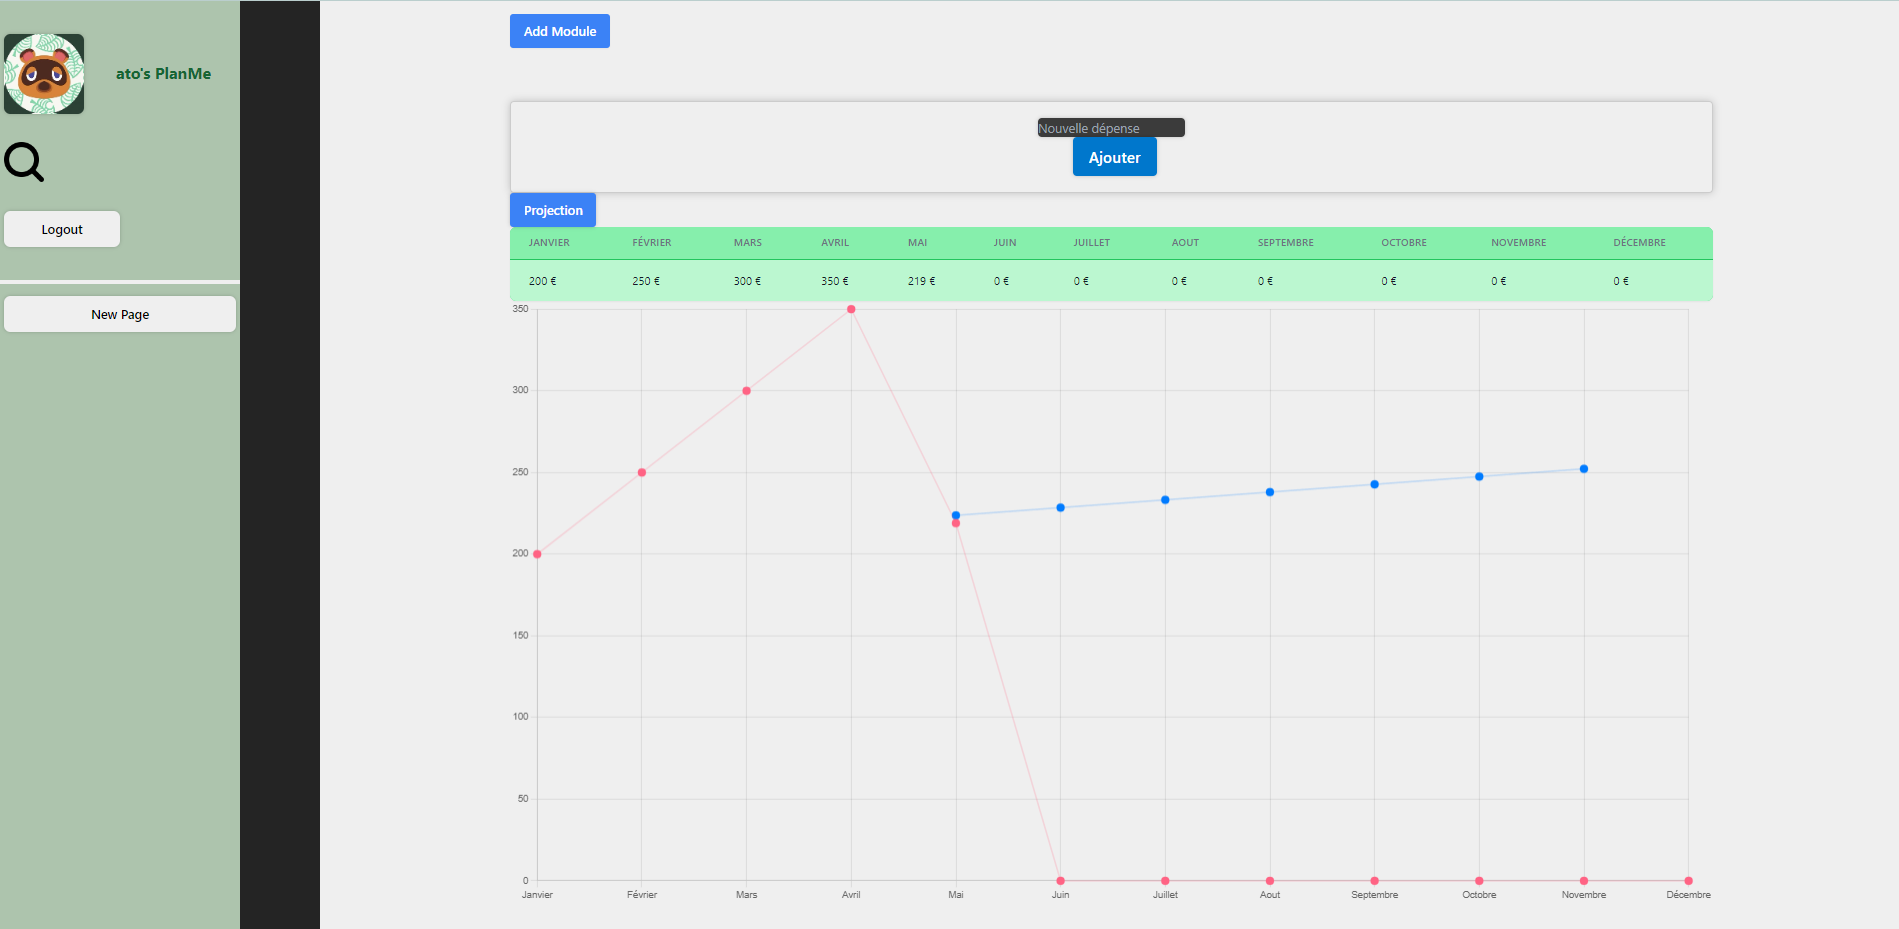 ato's PlanMe
Logout
New Page
Add Module
Nouvelle dépense
Ajouter
Projection
JANVIER FÉVRIER MARS AVRIL MAI JUIN JUILLET AOUT SEPTEMBRE OCTOBRE NOVEMBRE DÉCEMBRE
200 € 250 € 300 € 350 € 219 € 0 € 0 € 0 € 0 € 0 € 0 € 0 €
350
300
250
200
150
100
50
0
Janvier Février Mars Avril Mai Juin Juillet Aout Septembre Octobre Novembre Décembre